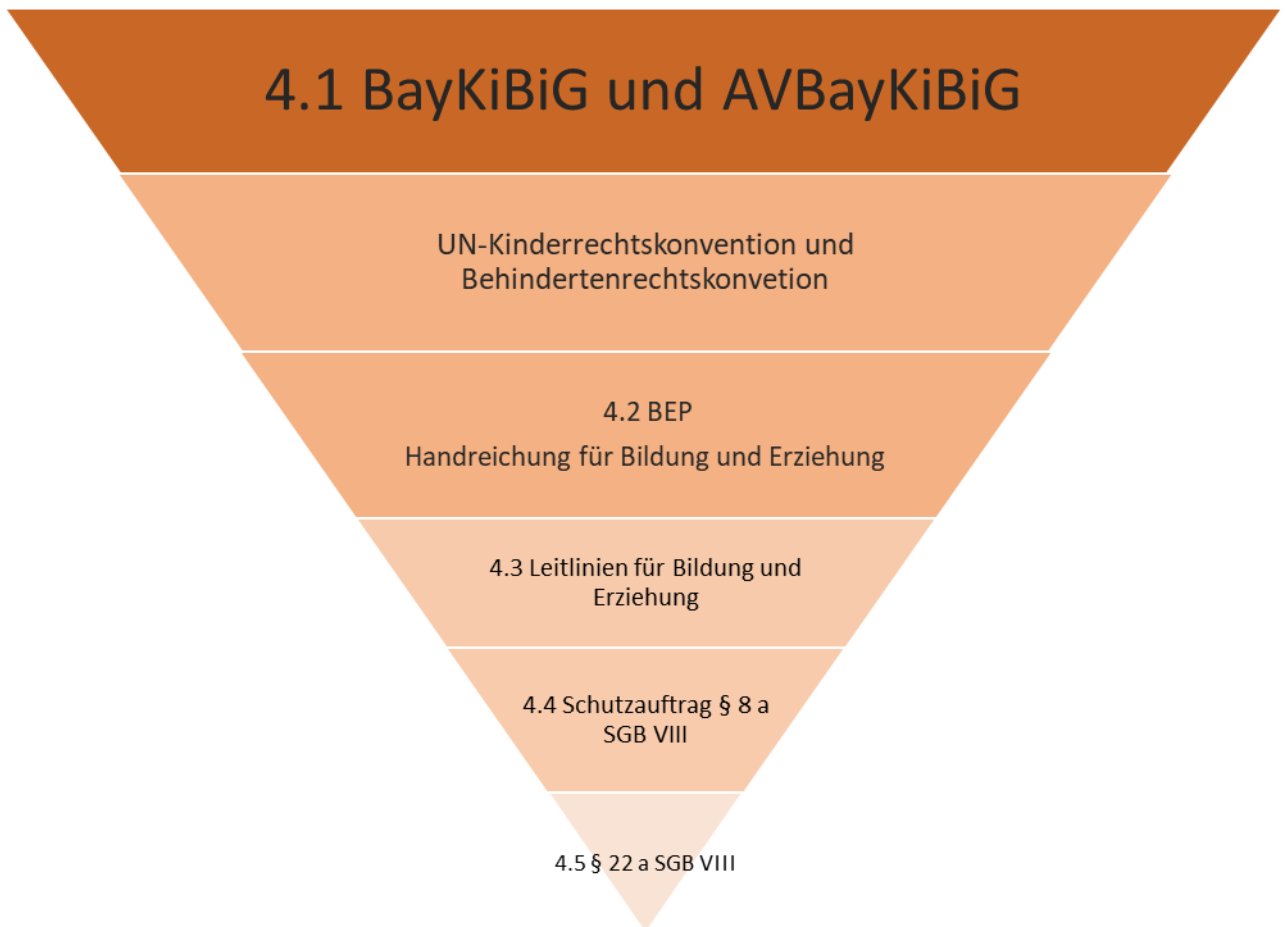 4.1 BayKiBiG und AVBayKiBiG
UN-Kinderrechtskonvention und
Behindertenrechtskonvetion
4.2 BEP
Handreichung für Bildung und Erziehung
4.3 Leitlinien für Bildung und
Erziehung
4.4 Schutzauftrag § 8 a
SGB VIII
4.5 § 22 a SGB VIII